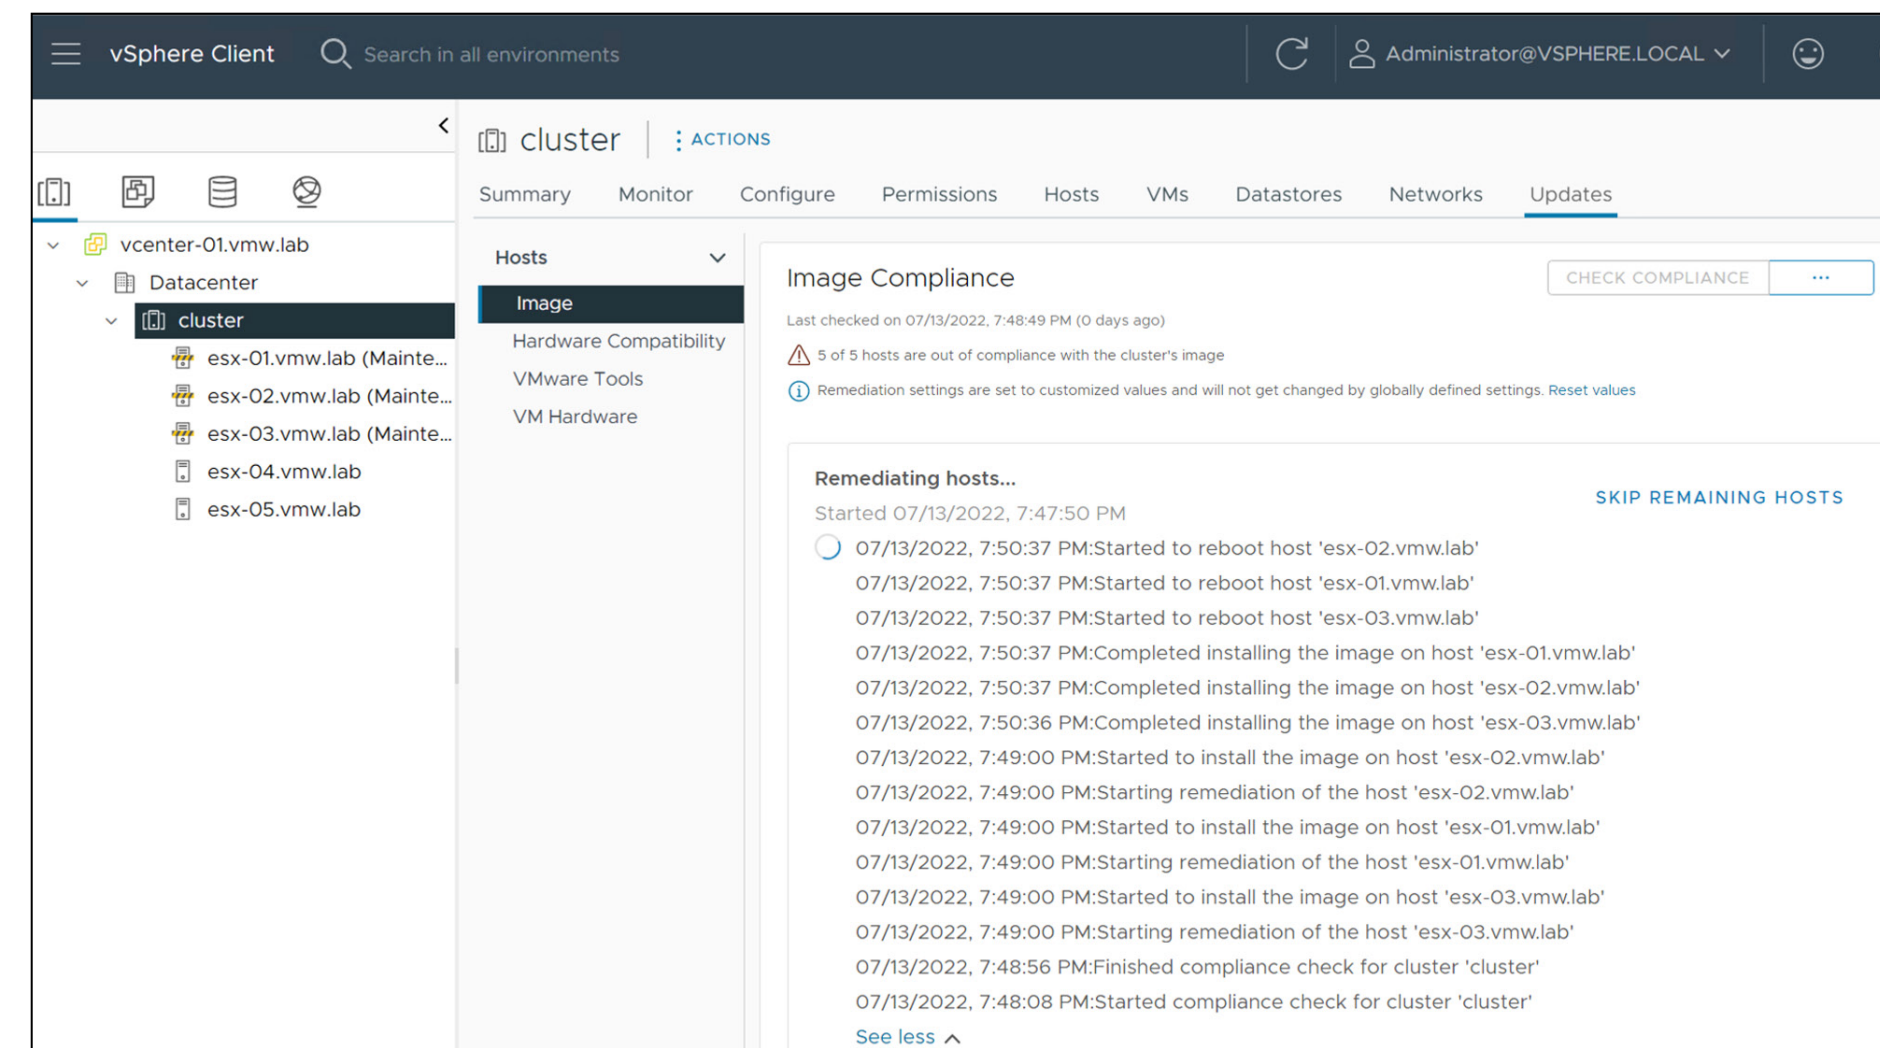 vSphere Client
Search in all environments
Administrator@VSPHERE.LOCAL
cluster
ACTIONS
Summary Monitor Configure Permissions Hosts VMs Datastores Networks Updates
vcenter-01.vmw.lab
Datacenter
cluster
esx-01.vmw.lab (Mainte...
esx-02.vmw.lab (Mainte...
esx-03.vmw.lab (Mainte...
esx-04.vmw.lab
esx-05.vmw.lab
Hosts
Image
Hardware Compatibility
VMware Tools
VM Hardware
Image Compliance
CHECK COMPLIANCE ...
Last checked on 07/13/2022, 7:48:49 PM (0 days ago)
5 of 5 hosts are out of compliance with the cluster's image
Remediation settings are set to customized values and will not get changed by globally defined settings. Reset values
Remediating hosts...
SKIP REMAINING HOSTS
Started 07/13/2022, 7:47:50 PM
07/13/2022, 7:50:37 PM:Started to reboot host 'esx-02.vmw.lab'
07/13/2022, 7:50:37 PM:Started to reboot host 'esx-01.vmw.lab'
07/13/2022, 7:50:37 PM:Started to reboot host 'esx-03.vmw.lab'
07/13/2022, 7:50:37 PM:Completed installing the image on host 'esx-01.vmw.lab'
07/13/2022, 7:50:37 PM:Completed installing the image on host 'esx-02.vmw.lab'
07/13/2022, 7:50:36 PM:Completed installing the image on host 'esx-03.vmw.lab'
07/13/2022, 7:49:00 PM:Started to install the image on host 'esx-02.vmw.lab'
07/13/2022, 7:49:00 PM:Starting remediation of the host 'esx-02.vmw.lab'
07/13/2022, 7:49:00 PM:Started to install the image on host 'esx-01.vmw.lab'
07/13/2022, 7:49:00 PM:Starting remediation of the host 'esx-01.vmw.lab'
07/13/2022, 7:49:00 PM:Started to install the image on host 'esx-03.vmw.lab'
07/13/2022, 7:49:00 PM:Starting remediation of the host 'esx-03.vmw.lab'
07/13/2022, 7:48:56 PM:Finished compliance check for cluster 'cluster'
07/13/2022, 7:48:08 PM:Started compliance check for cluster 'cluster'
See less